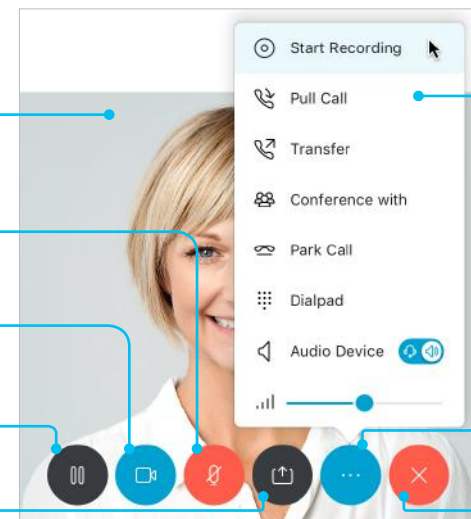 Start Recording
Pull Call
Transfer
Conference with
Park Call
Dialpad
Audio Device